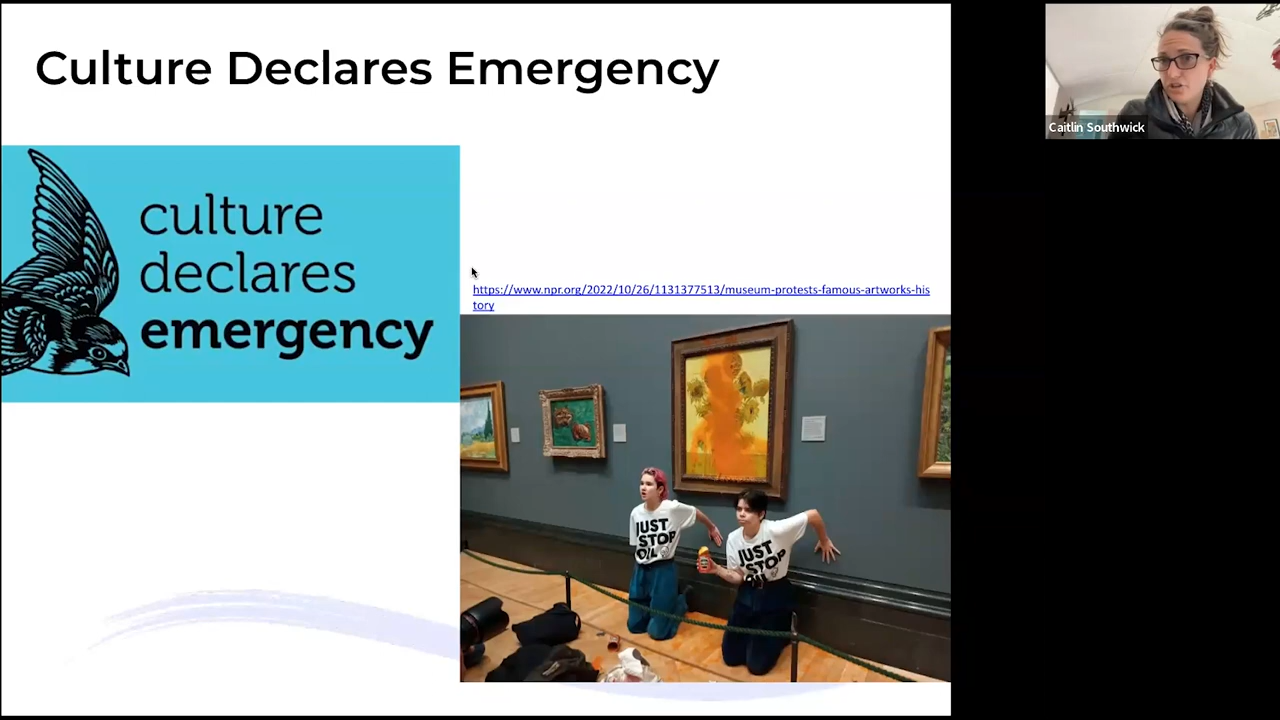 Culture Declares Emergency
Caitlin Southwick
culture
declares
emergency
https://www.npr.org/2022/10/26/1131377513/museum-protests-famous-artworks-his
tory
JUST
STOP
OIL
JUST
STOP
OIL